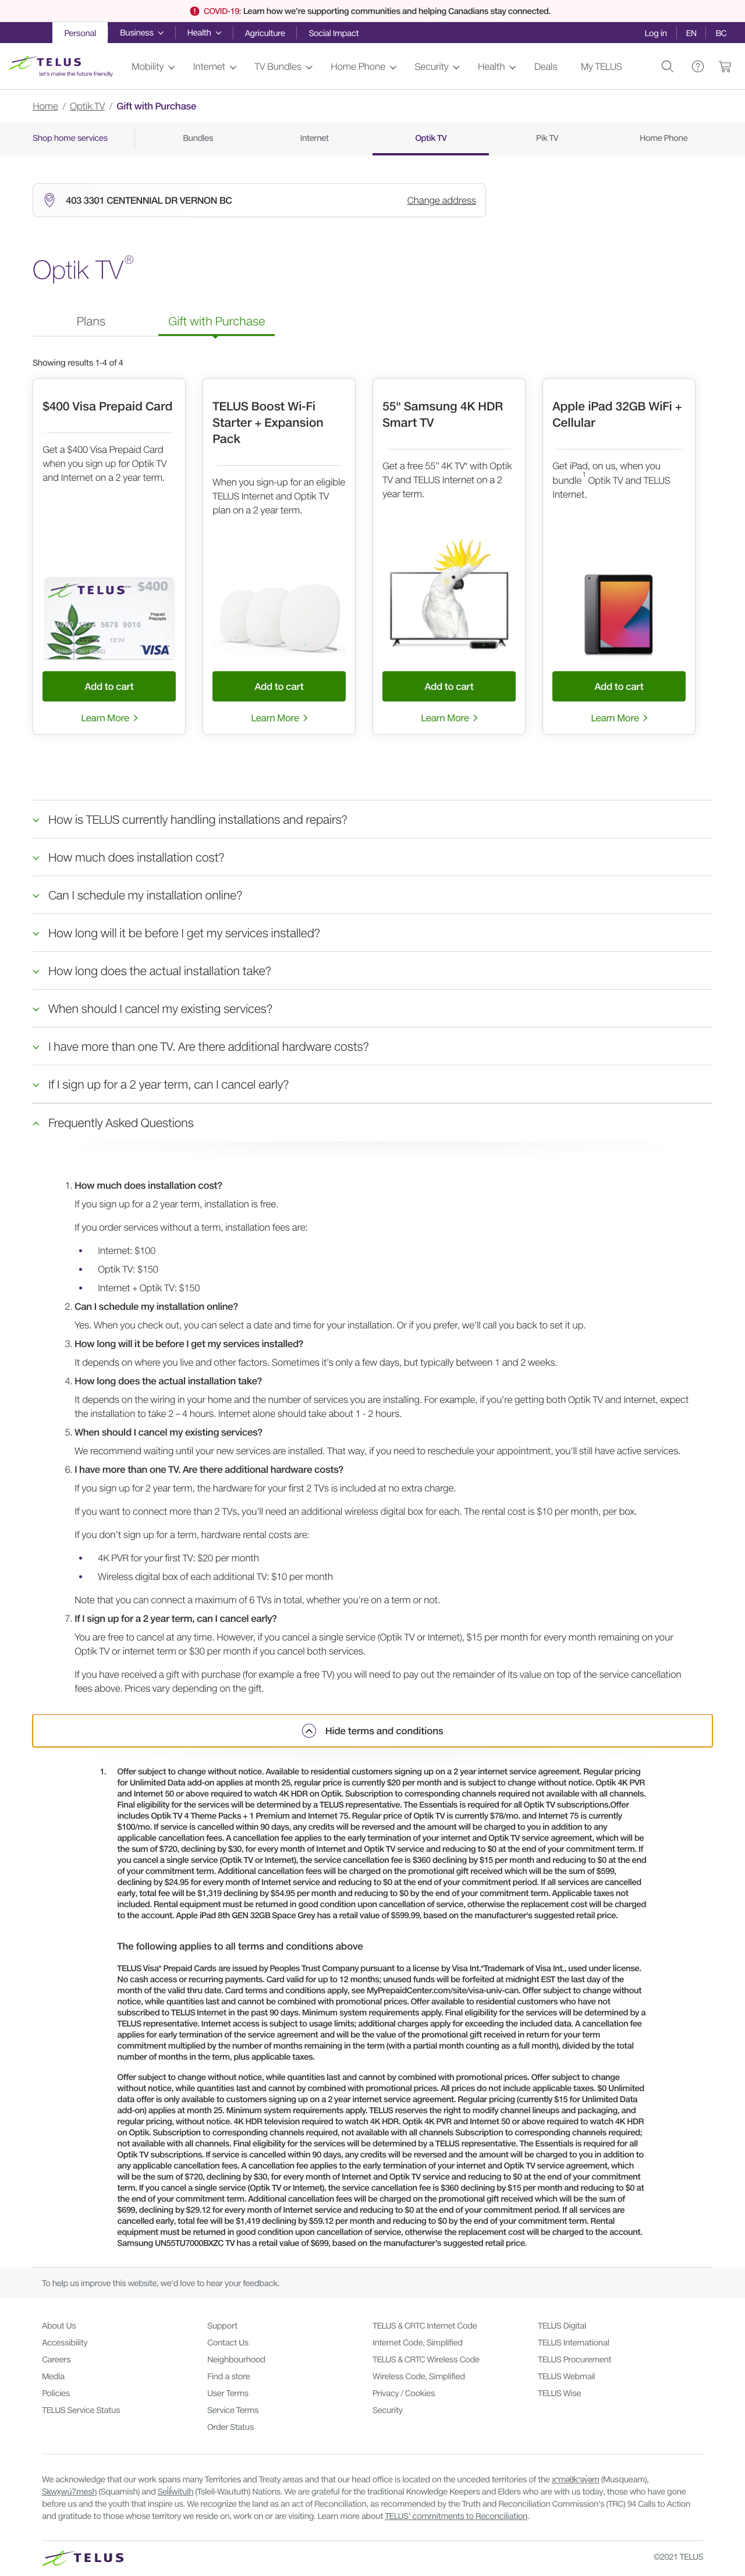 COVID-19: Learn how we're supporting communities and helping Canadians stay connected.
Personal Business Health Agriculture Social Impact Log in EN BC
TELUS
let's make the future friendly
Mobility Internet TV Bundles Home Phone Security Health Deals My TELUS
Home / Optik TV / Gift with Purchase
Shop home services Bundles Internet Optik TV Pik TV Home Phone
403 3301 CENTENNIAL DR VERNON BC Change address
Optik TV®
Plans Gift with Purchase
Showing results 1-4 of 4
$400 Visa Prepaid Card
Get a $400 Visa Prepaid Card
when you sign up for Optik TV
and Internet on a 2 year term.
TELUS $400
5678 9010
Prepaid
Prépayée
12/24
VISA
Add to cart
Learn More
TELUS Boost Wi-Fi
Starter + Expansion
Pack
When you sign-up for an eligible
TELUS Internet and Optik TV
plan on a 2 year term.
Add to cart
Learn More
55" Samsung 4K HDR
Smart TV
Get a free 55" 4K TV* with Optik
TV and TELUS Internet on a 2
year term.
Add to cart
Learn More
Apple iPad 32GB WiFi +
Cellular
Get iPad, on us, when you
bundle1 Optik TV and TELUS
Internet.
Add to cart
Learn More
How is TELUS currently handling installations and repairs?
How much does installation cost?
Can I schedule my installation online?
How long will it be before I get my services installed?
How long does the actual installation take?
When should I cancel my existing services?
I have more than one TV. Are there additional hardware costs?
If I sign up for a 2 year term, can I cancel early?
Frequently Asked Questions
1. How much does installation cost?
If you sign up for a 2 year term, installation is free.
If you order services without a term, installation fees are:
• Internet: $100
• Optik TV: $150
• Internet + Optik TV: $150
2. Can I schedule my installation online?
Yes. When you check out, you can select a date and time for your installation. Or if you prefer, we'll call you back to set it up.
3. How long will it be before I get my services installed?
It depends on where you live and other factors. Sometimes it's only a few days, but typically between 1 and 2 weeks.
4. How long does the actual installation take?
It depends on the wiring in your home and the number of services you are installing. For example, if you're getting both Optik TV and Internet, expect
the installation to take 2 – 4 hours. Internet alone should take about 1 - 2 hours.
5. When should I cancel my existing services?
We recommend waiting until your new services are installed. That way, if you need to reschedule your appointment, you'll still have active services.
6. I have more than one TV. Are there additional hardware costs?
If you sign up for 2 year term, the hardware for your first 2 TVs is included at no extra charge.
If you want to connect more than 2 TVs, you'll need an additional wireless digital box for each. The rental cost is $10 per month, per box.
If you don't sign up for a term, hardware rental costs are:
• 4K PVR for your first TV: $20 per month
• Wireless digital box of each additional TV: $10 per month
Note that you can connect a maximum of 6 TVs in total, whether you're on a term or not.
7. If I sign up for a 2 year term, can I cancel early?
You are free to cancel at any time. However, if you cancel a single service (Optik TV or Internet), $15 per month for every month remaining on your
Optik TV or internet term or $30 per month if you cancel both services.
If you have received a gift with purchase (for example a free TV) you will need to pay out the remainder of its value on top of the service cancellation
fees above. Prices vary depending on the gift.
Hide terms and conditions
1. Offer subject to change without notice. Available to residential customers signing up on a 2 year internet service agreement. Regular pricing
for Unlimited Data add-on applies at month 25, regular price is currently $20 per month and is subject to change without notice. Optik 4K PVR
and Internet 50 or above required to watch 4K HDR on Optik. Subscription to corresponding channels required not available with all channels.
Final eligibility for the services will be determined by a TELUS representative. The Essentials is required for all Optik TV subscriptions.Offer
includes Optik TV 4 Theme Packs + 1 Premium and Internet 75. Regular price of Optik TV is currently $78/mo. and Internet 75 is currently
$100/mo. If service is cancelled within 90 days, any credits will be reversed and the amount will be charged to you in addition to any
applicable cancellation fees. A cancellation fee applies to the early termination of your internet and Optik TV service agreement, which will be
the sum of $720, declining by $30, for every month of Internet and Optik TV service and reducing to $0 at the end of your commitment term. If
you cancel a single service (Optik TV or Internet), the service cancellation fee is $360 declining by $15 per month and reducing to $0 at the end
of your commitment term. Additional cancellation fees will be charged on the promotional gift received which will be the sum of $599,
declining by $24.95 for every month of Internet service and reducing to $0 at the end of your commitment period. If all services are cancelled
early, total fee will be $1,319 declining by $54.95 per month and reducing to $0 by the end of your commitment term. Applicable taxes not
included. Rental equipment must be returned in good condition upon cancellation of service, otherwise the replacement cost will be charged
to the account. Apple iPad 8th GEN 32GB Space Grey has a retail value of $599.99, based on the manufacturer's suggested retail price.
The following applies to all terms and conditions above
TELUS Visa* Prepaid Cards are issued by Peoples Trust Company pursuant to a license by Visa Int.*Trademark of Visa Int., used under license.
No cash access or recurring payments. Card valid for up to 12 months; unused funds will be forfeited at midnight EST the last day of the
month of the valid thru date. Card terms and conditions apply, see MyPrepaidCenter.com/site/visa-univ-can. Offer subject to change without
notice, while quantities last and cannot be combined with promotional prices. Offer available to residential customers who have not
subscribed to TELUS Internet in the past 90 days. Minimum system requirements apply. Final eligibility for the services will be determined by a
TELUS representative. Internet access is subject to usage limits; additional charges apply for exceeding the included data. A cancellation fee
applies for early termination of the service agreement and will be the value of the promotional gift received in return for your term
commitment multiplied by the number of months remaining in the term (with a partial month counting as a full month), divided by the total
number of months in the term, plus applicable taxes.
Offer subject to change without notice, while quantities last and cannot by combined with promotional prices. Offer subject to change
without notice, while quantities last and cannot by combined with promotional prices. All prices do not include applicable taxes. $0 Unlimited
data offer is only available to customers signing up on a 2 year internet service agreement. Regular pricing (currently $15 for Unlimited Data
add-on) applies at month 25. Minimum system requirements apply. TELUS reserves the right to modify channel lineups and packaging, and
regular pricing, without notice. 4K HDR television required to watch 4K HDR. Optik 4K PVR and Internet 50 or above required to watch 4K HDR
on Optik. Subscription to corresponding channels required, not available with all channels Subscription to corresponding channels required;
not available with all channels. Final eligibility for the services will be determined by a TELUS representative. The Essentials is required for all
Optik TV subscriptions. If service is cancelled within 90 days, any credits will be reversed and the amount will be charged to you in addition to
any applicable cancellation fees. A cancellation fee applies to the early termination of your internet and Optik TV service agreement, which
will be the sum of $720, declining by $30, for every month of Internet and Optik TV service and reducing to $0 at the end of your commitment
term. If you cancel a single service (Optik TV or Internet), the service cancellation fee is $360 declining by $15 per month and reducing to $0 at
the end of your commitment term. Additional cancellation fees will be charged on the promotional gift received which will be the sum of
$699, declining by $29.12 for every month of Internet service and reducing to $0 at the end of your commitment period. If all services are
cancelled early, total fee will be $1,419 declining by $59.12 per month and reducing to $0 by the end of your commitment term. Rental
equipment must be returned in good condition upon cancellation of service, otherwise the replacement cost will be charged to the account.
Samsung UN55TU7000BXZC TV has a retail value of $699, based on the manufacturer's suggested retail price.
To help us improve this website, we'd love to hear your feedback.
About Us
Accessibility
Careers
Media
Policies
TELUS Service Status
Support
Contact Us
Neighbourhood
Find a store
User Terms
Service Terms
Order Status
TELUS & CRTC Internet Code
Internet Code, Simplified
TELUS & CRTC Wireless Code
Wireless Code, Simplified
Privacy / Cookies
Security
TELUS Digital
TELUS International
TELUS Procurement
TELUS Webmail
TELUS Wise
We acknowledge that our work spans many Territories and Treaty areas and that our head office is located on the unceded territories of the xʷməθkʷəy̓əm (Musqueam),
Sḵwx̱wú7mesh (Squamish) and Sel̓íl̓witulh (Tsleil-Waututh) Nations. We are grateful for the traditional Knowledge Keepers and Elders who are with us today, those who have gone
before us and the youth that inspire us. We recognize the land as an act of Reconciliation, as recommended by the Truth and Reconciliation Commission's (TRC) 94 Calls to Action
and gratitude to those whose territory we reside on, work on or are visiting. Learn more about TELUS' commitments to Reconciliation.
TELUS ©2021 TELUS